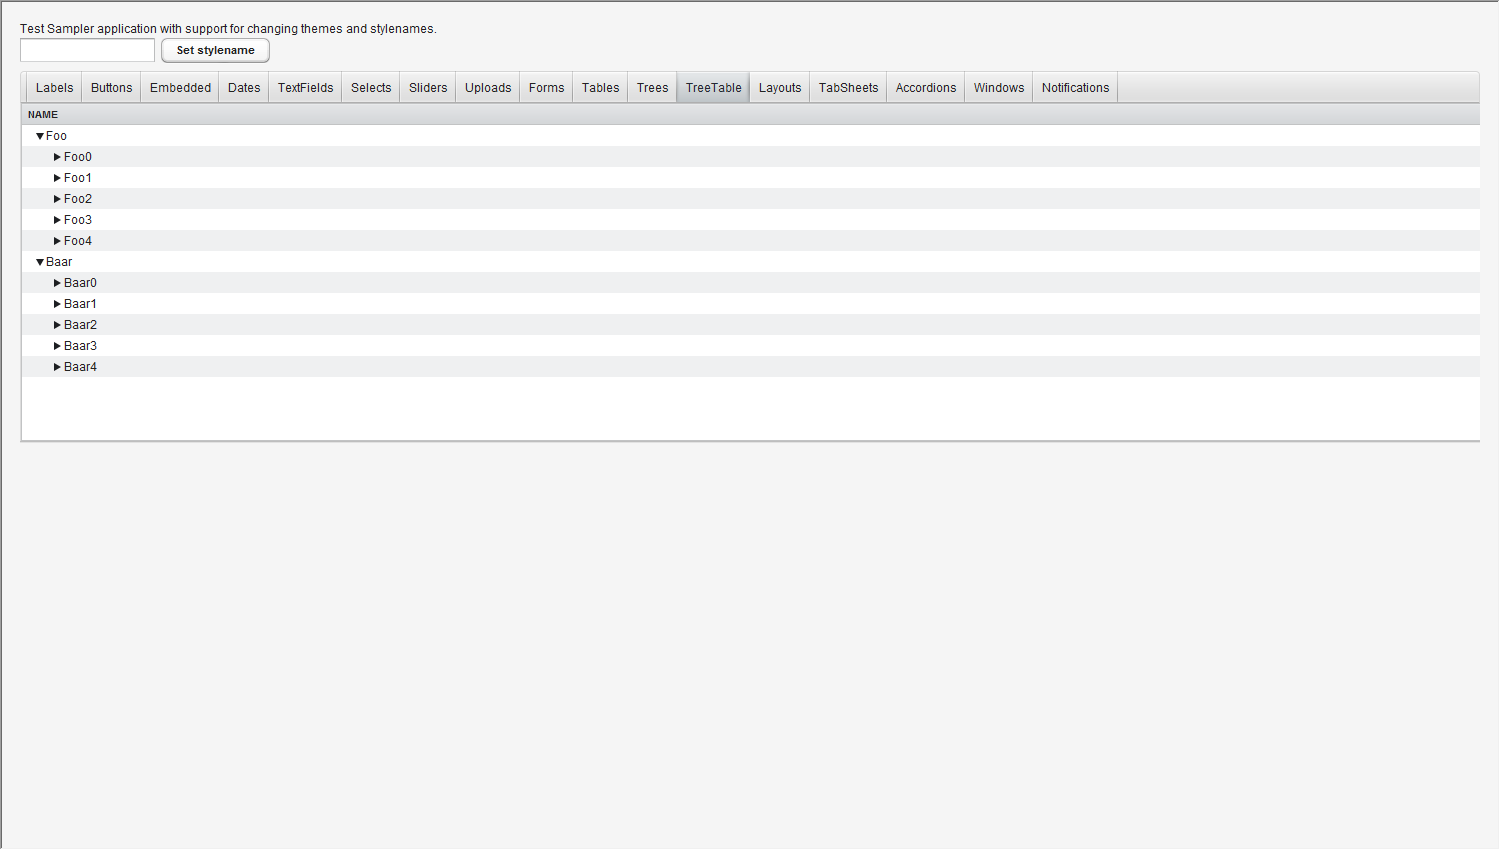 Test Sampler application with support for changing themes and stylenames.
Set stylename
Labels Buttons Embedded Dates TextFields Selects Sliders Uploads Forms Tables Trees TreeTable Layouts TabSheets Accordions Windows Notifications
NAME
Foo
Foo0
Foo1
Foo2
Foo3
Foo4
Baar
Baar0
Baar1
Baar2
Baar3
Baar4